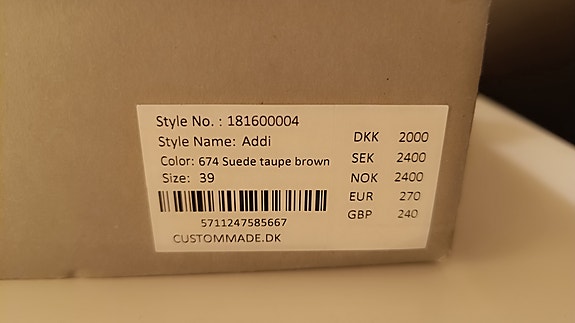 Style No. : 181600004
Style Name: Addi
Color: 674 Suede taupe brown
Size: 39
5711247585667
CUSTOMMADE.DK
DKK 2000
SEK 2400
NOK 2400
EUR 270
GBP 240